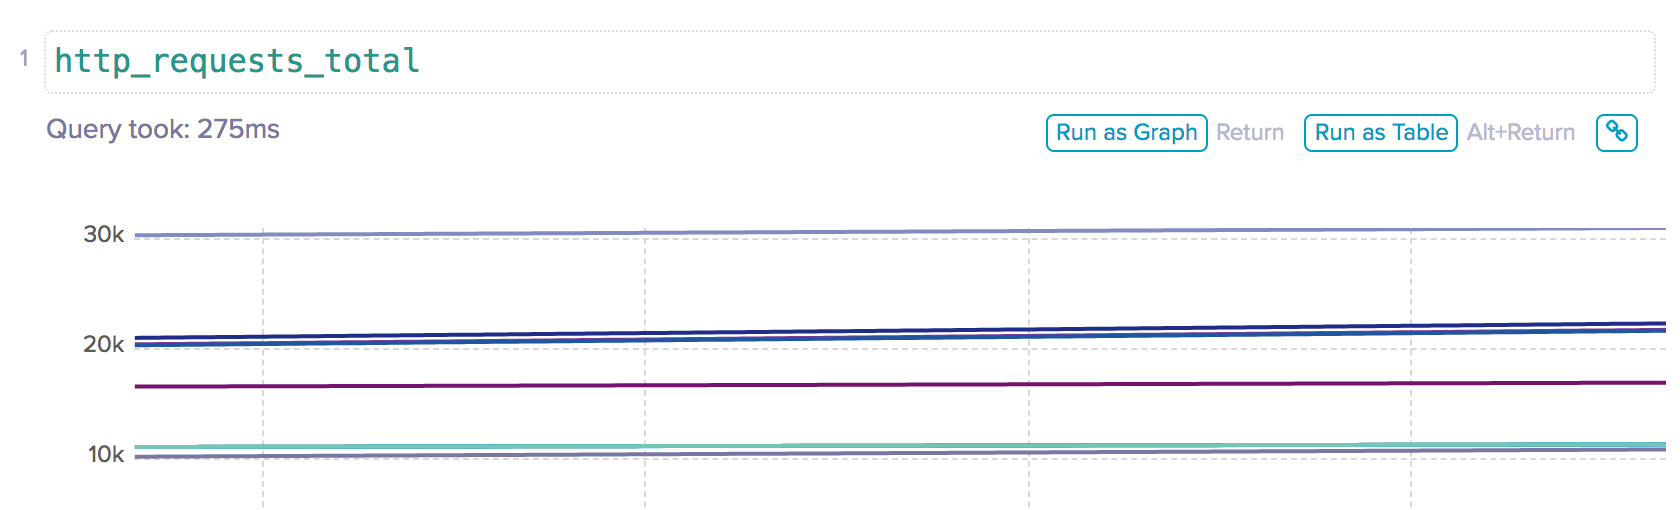 1 http_requests_total
Query took: 275ms Run as Graph Return Run as Table Alt+Return
30k
20k
10k